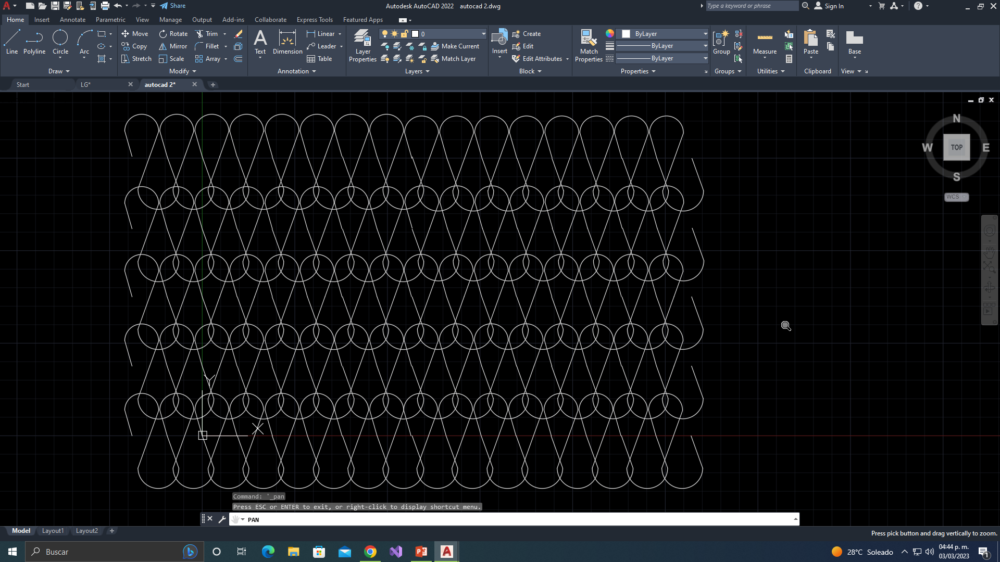 Share
Autodesk AutoCAD 2022 autocad 2.dwg
Type a keyword or phrase
Sign In
Home Insert Annotate Parametric View Manage Output Add-ins Collaborate Express Tools Featured Apps
Line Polyline Circle Arc
Draw
Move Rotate Trim
Copy Mirror Fillet
Stretch Scale Array
Modify
Text Dimension
Linear
Leader
Table
Annotation
Layer Properties
0
Make Current
Match Layer
Layers
Insert
Create
Edit
Edit Attributes
Block
Match Properties
ByLayer
ByLayer
ByLayer
Properties
Group
Groups
Measure
Utilities
Paste
Clipboard
Base
View
Start LG* autocad 2*
N
W TOP E
S
WCS
Y
X
Command: '_pan
Press ESC or ENTER to exit, or right-click to display shortcut menu.
PAN
Model Layout1 Layout2
Press pick button and drag vertically to zoom.
Buscar
28°C Soleado
04:44 p. m.
03/03/2023
1